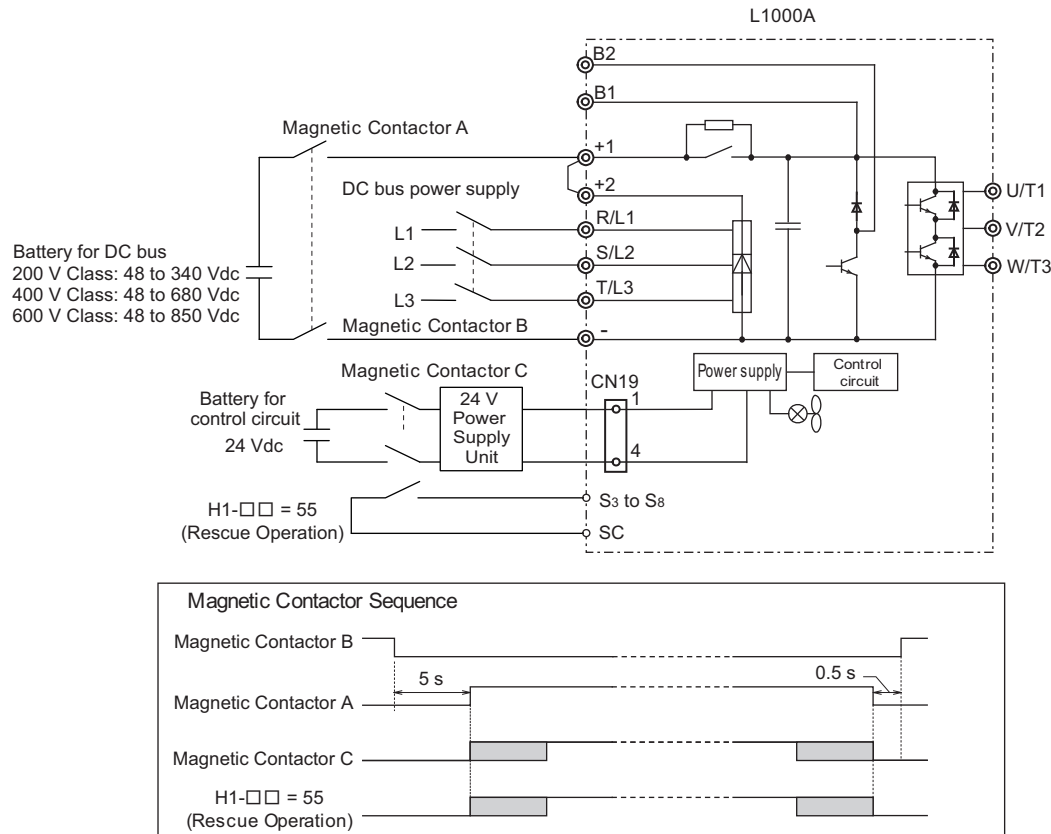 L1000A
B2
B1
Magnetic Contactor A
+1
DC bus power supply
+2
R/L1
L1
S/L2
L2
T/L3
L3
U/T1
V/T2
W/T3
Battery for DC bus
200 V Class: 48 to 340 Vdc
400 V Class: 48 to 680 Vdc
600 V Class: 48 to 850 Vdc
Magnetic Contactor B
-
Magnetic Contactor C
CN19
Power supply
Control
circuit
Battery for
control circuit
24 Vdc
24 V
Power
Supply
Unit
1
4
H1-□□ = 55
(Rescue Operation)
S3 to S8
SC
Magnetic Contactor Sequence
Magnetic Contactor B
5 s
0.5 s
Magnetic Contactor A
Magnetic Contactor C
H1-□□ = 55
(Rescue Operation)